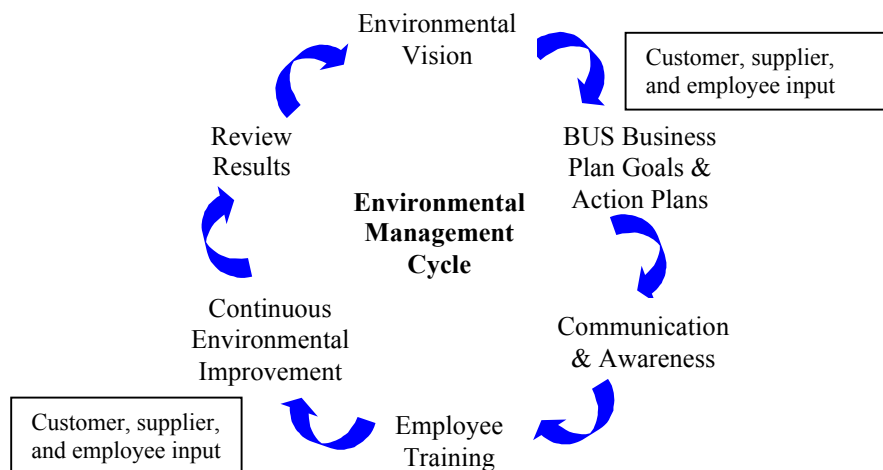 Environmental
Vision
Customer, supplier,
and employee input
BUS Business
Plan Goals &
Action Plans
Communication
& Awareness
Employee
Training
Customer, supplier,
and employee input
Continuous
Environmental
Improvement
Review
Results
Environmental
Management
Cycle